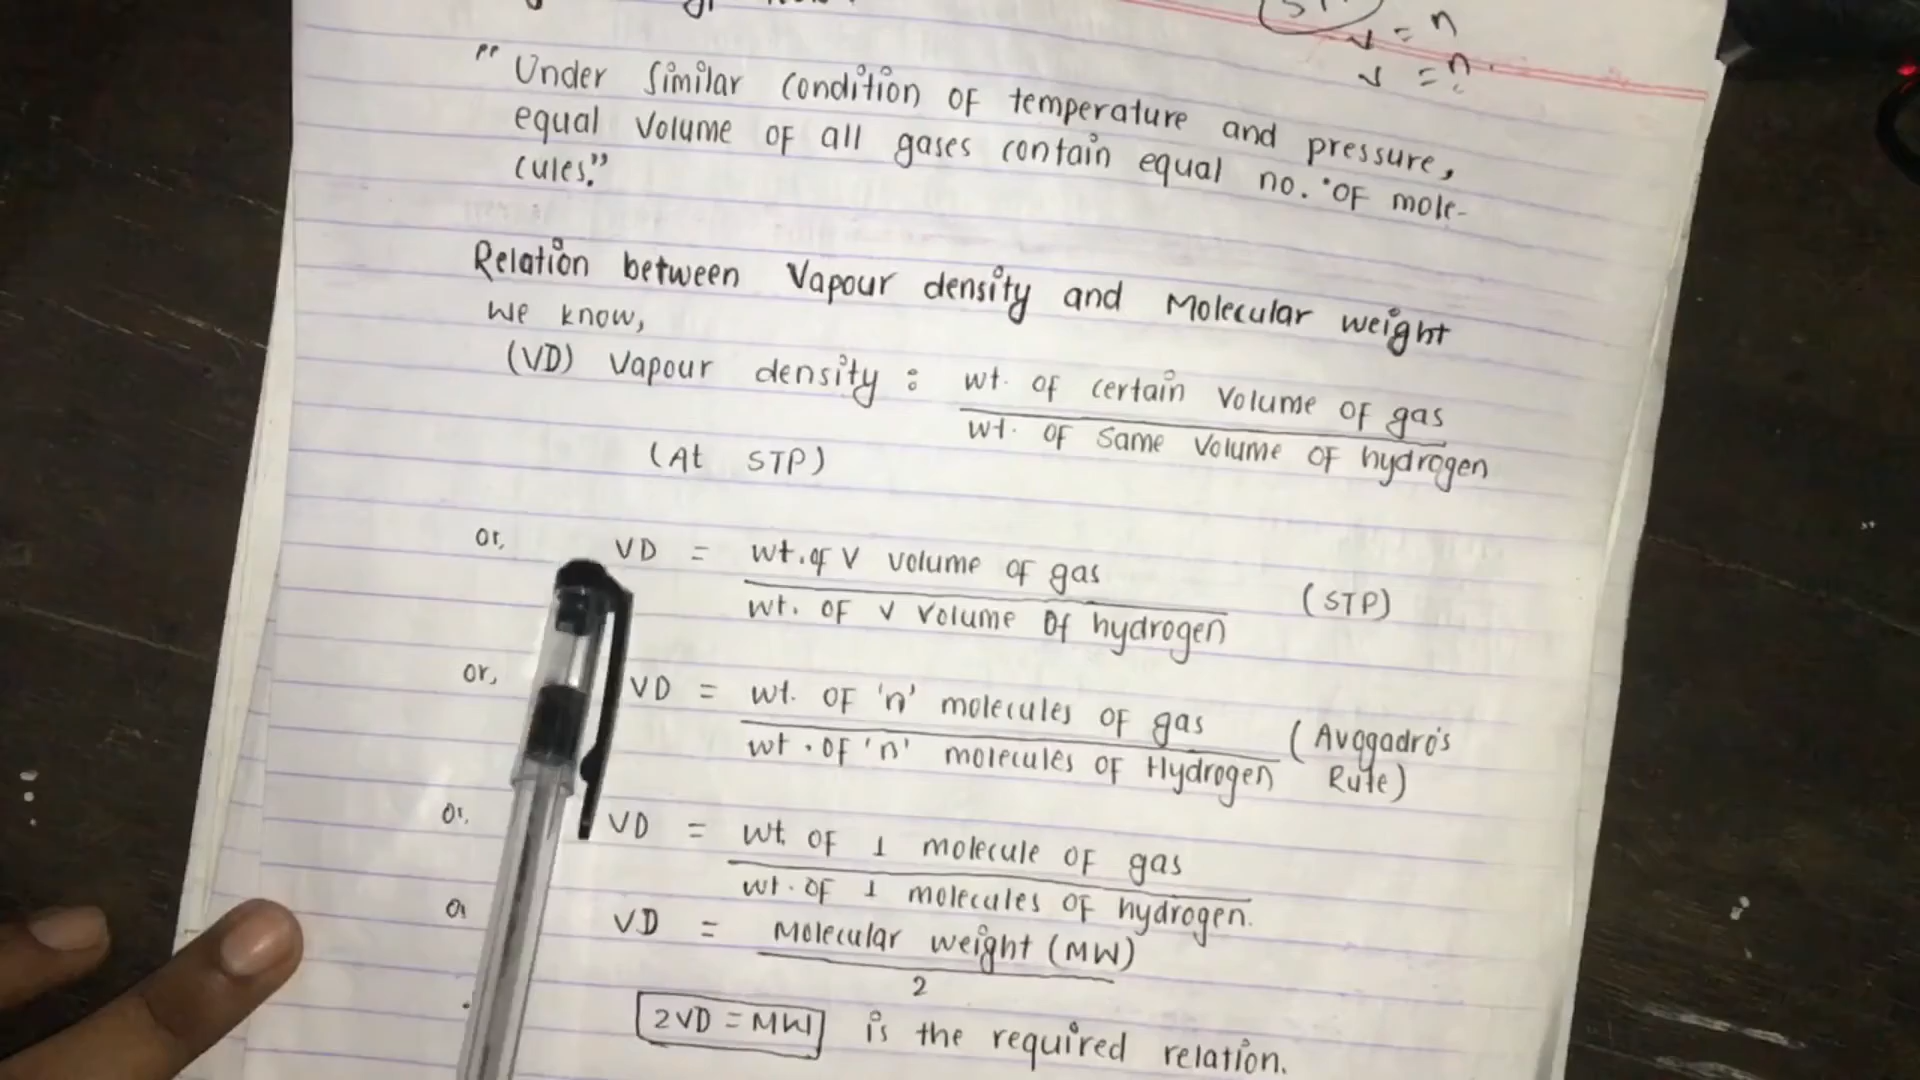 = n
v = n
" Under similar condition of temperature and pressure,
equal volume of all gases contain equal no. of mole-
cules."
Relation between Vapour density and Molecular weight
We know,
(VD) Vapour density : wt. of certain volume of gas
wt. of same volume of hydrogen
(At STP)
or, VD = wt. of V volume of gas
wt. of V volume of hydrogen (STP)
or, VD = wt. of 'n' molecules of gas
wt. of 'n' molecules of Hydrogen (Avogadro's
Rule)
or, VD = wt. of 1 molecule of gas
wt. of 1 molecules of hydrogen.
or VD = Molecular weight (MW)
2
2VD = MW is the required relation.